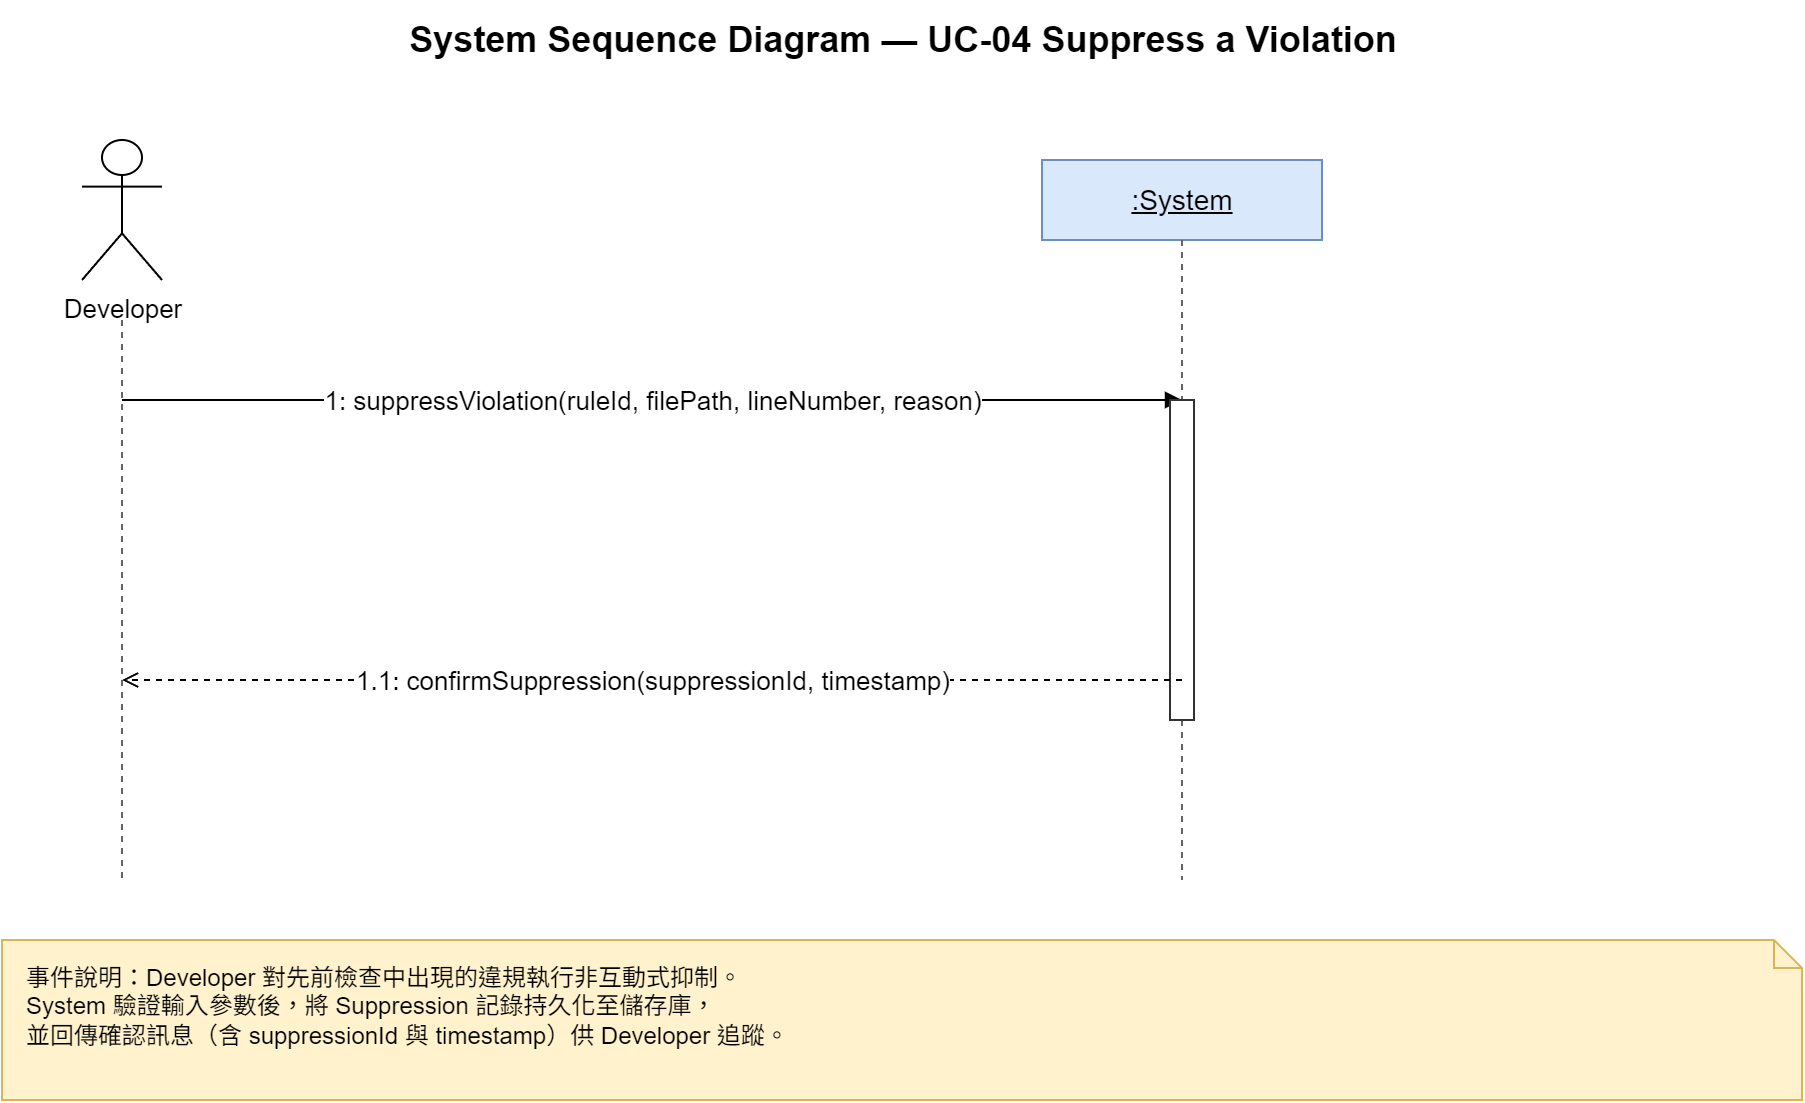 System Sequence Diagram — UC-04 Suppress a Violation
:System
Developer
1: suppressViolation(ruleId, filePath, lineNumber, reason)
1.1: confirmSuppression(suppressionId, timestamp)
事件說明：Developer 對先前檢查中出現的違規執行非互動式抑制。
System 驗證輸入參數後，將 Suppression 記錄持久化至儲存庫，
並回傳確認訊息（含 suppressionId 與 timestamp）供 Developer 追蹤。